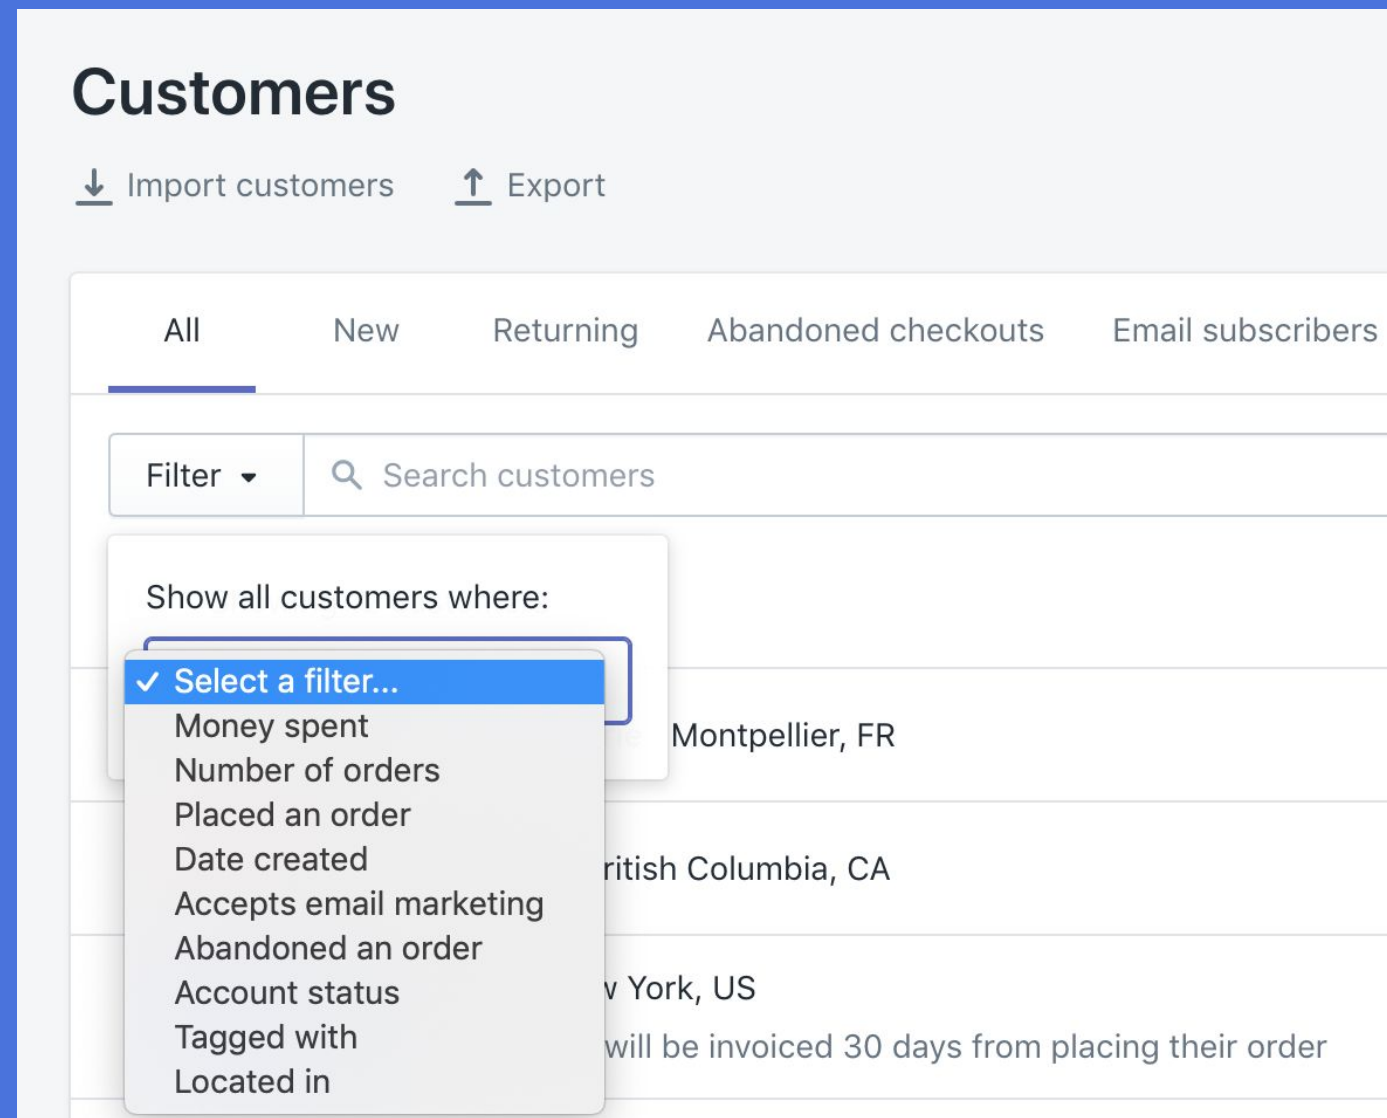 Customers
Import customers Export
All New Returning Abandoned checkouts Email subscribers
Filter Search customers
Show all customers where:
Select a filter...
Money spent
Montpellier, FR
Number of orders
Placed an order
Date created
Columbia, CA
Accepts email marketing
Abandoned an order
Account status
York, US
Tagged with
will be invoiced 30 days from placing their order
Located in